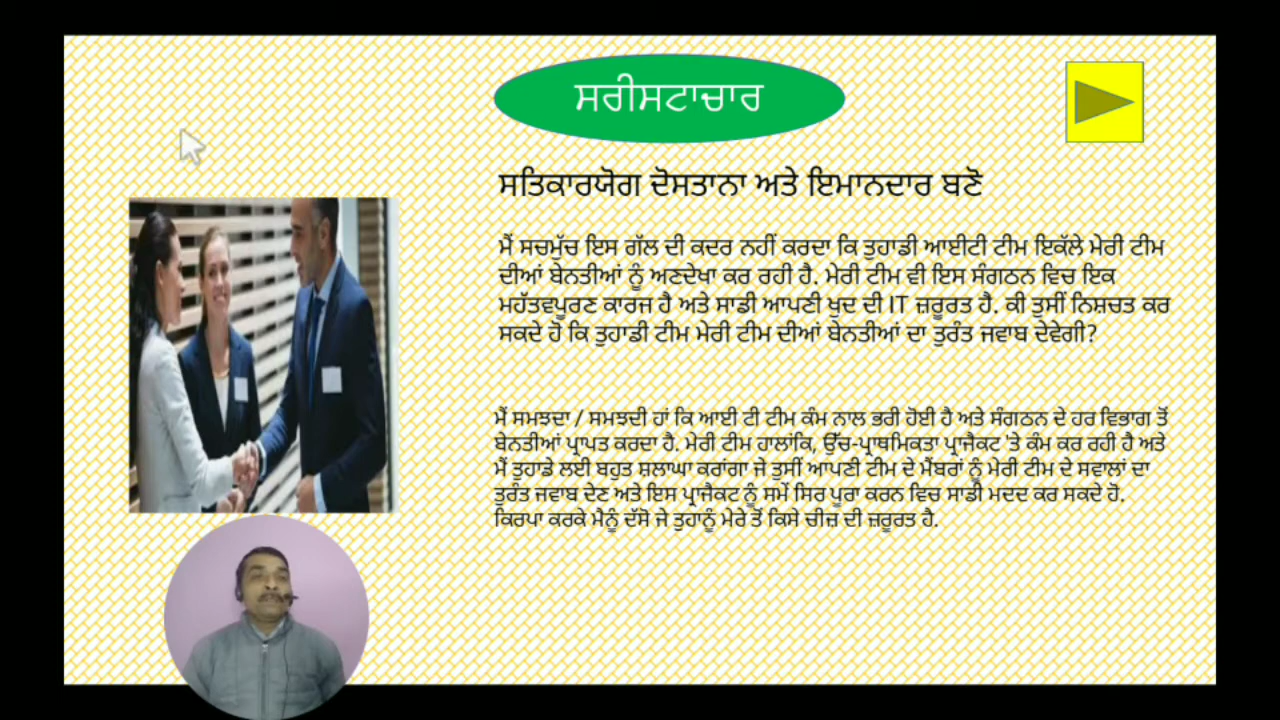 ਸਰੀਸਟਾਚਾਰ
ਸਤਿਕਾਰਯੋਗ ਦੋਸਤਾਨਾ ਅਤੇ ਇਮਾਨਦਾਰ ਬਣੋ
ਮੈਂ ਸਚਮੁੱਚ ਇਸ ਗੱਲ ਦੀ ਕਦਰ ਨਹੀਂ ਕਰਦਾ ਕਿ ਤੁਹਾਡੀ ਆਈਟੀ ਟੀਮ ਇਕੱਲੇ ਮੇਰੀ ਟੀਮ
ਦੀਆਂ ਬੇਨਤੀਆਂ ਨੂੰ ਅਣਦੇਖਾ ਕਰ ਰਹੀ ਹੈ. ਮੇਰੀ ਟੀਮ ਵੀ ਇਸ ਸੰਗਠਨ ਵਿਚ ਇਕ
ਮਹੱਤਵਪੂਰਣ ਕਾਰਜ ਹੈ ਅਤੇ ਸਾਡੀ ਆਪਣੀ ਖੁਦ ਦੀ IT ਜ਼ਰੂਰਤ ਹੈ. ਕੀ ਤੁਸੀਂ ਨਿਸ਼ਚਤ ਕਰ
ਸਕਦੇ ਹੋ ਕਿ ਤੁਹਾਡੀ ਟੀਮ ਮੇਰੀ ਟੀਮ ਦੀਆਂ ਬੇਨਤੀਆਂ ਦਾ ਤੁਰੰਤ ਜਵਾਬ ਦੇਵੇਗੀ?
ਮੈਂ ਸਮਝਦਾ / ਸਮਝਦੀ ਹਾਂ ਕਿ ਆਈ ਟੀ ਟੀਮ ਕੰਮ ਨਾਲ ਭਰੀ ਹੋਈ ਹੈ ਅਤੇ ਸੰਗਠਨ ਦੇ ਹਰ ਵਿਭਾਗ ਤੋਂ
ਬੇਨਤੀਆਂ ਪ੍ਰਾਪਤ ਕਰਦਾ ਹੈ. ਮੇਰੀ ਟੀਮ ਹਾਲਾਂਕਿ, ਉੱਚ-ਪ੍ਰਾਥਮਿਕਤਾ ਪ੍ਰਾਜੈਕਟ 'ਤੇ ਕੰਮ ਕਰ ਰਹੀ ਹੈ ਅਤੇ
ਮੈਂ ਤੁਹਾਡੇ ਲਈ ਬਹੁਤ ਸ਼ਲਾਘਾ ਕਰਾਂਗਾ ਜੇ ਤੁਸੀਂ ਆਪਣੀ ਟੀਮ ਦੇ ਮੈਂਬਰਾਂ ਨੂੰ ਮੇਰੀ ਟੀਮ ਦੇ ਸਵਾਲਾਂ ਦਾ
ਤੁਰੰਤ ਜਵਾਬ ਦੇਣ ਅਤੇ ਇਸ ਪ੍ਰਾਜੈਕਟ ਨੂੰ ਸਮੇਂ ਸਿਰ ਪੂਰਾ ਕਰਨ ਵਿਚ ਸਾਡੀ ਮਦਦ ਕਰ ਸਕਦੇ ਹੋ.
ਕਿਰਪਾ ਕਰਕੇ ਮੈਨੂੰ ਦੱਸੋ ਜੇ ਤੁਹਾਨੂੰ ਮੇਰੇ ਤੋਂ ਕਿਸੇ ਚੀਜ਼ ਦੀ ਜ਼ਰੂਰਤ ਹੈ.